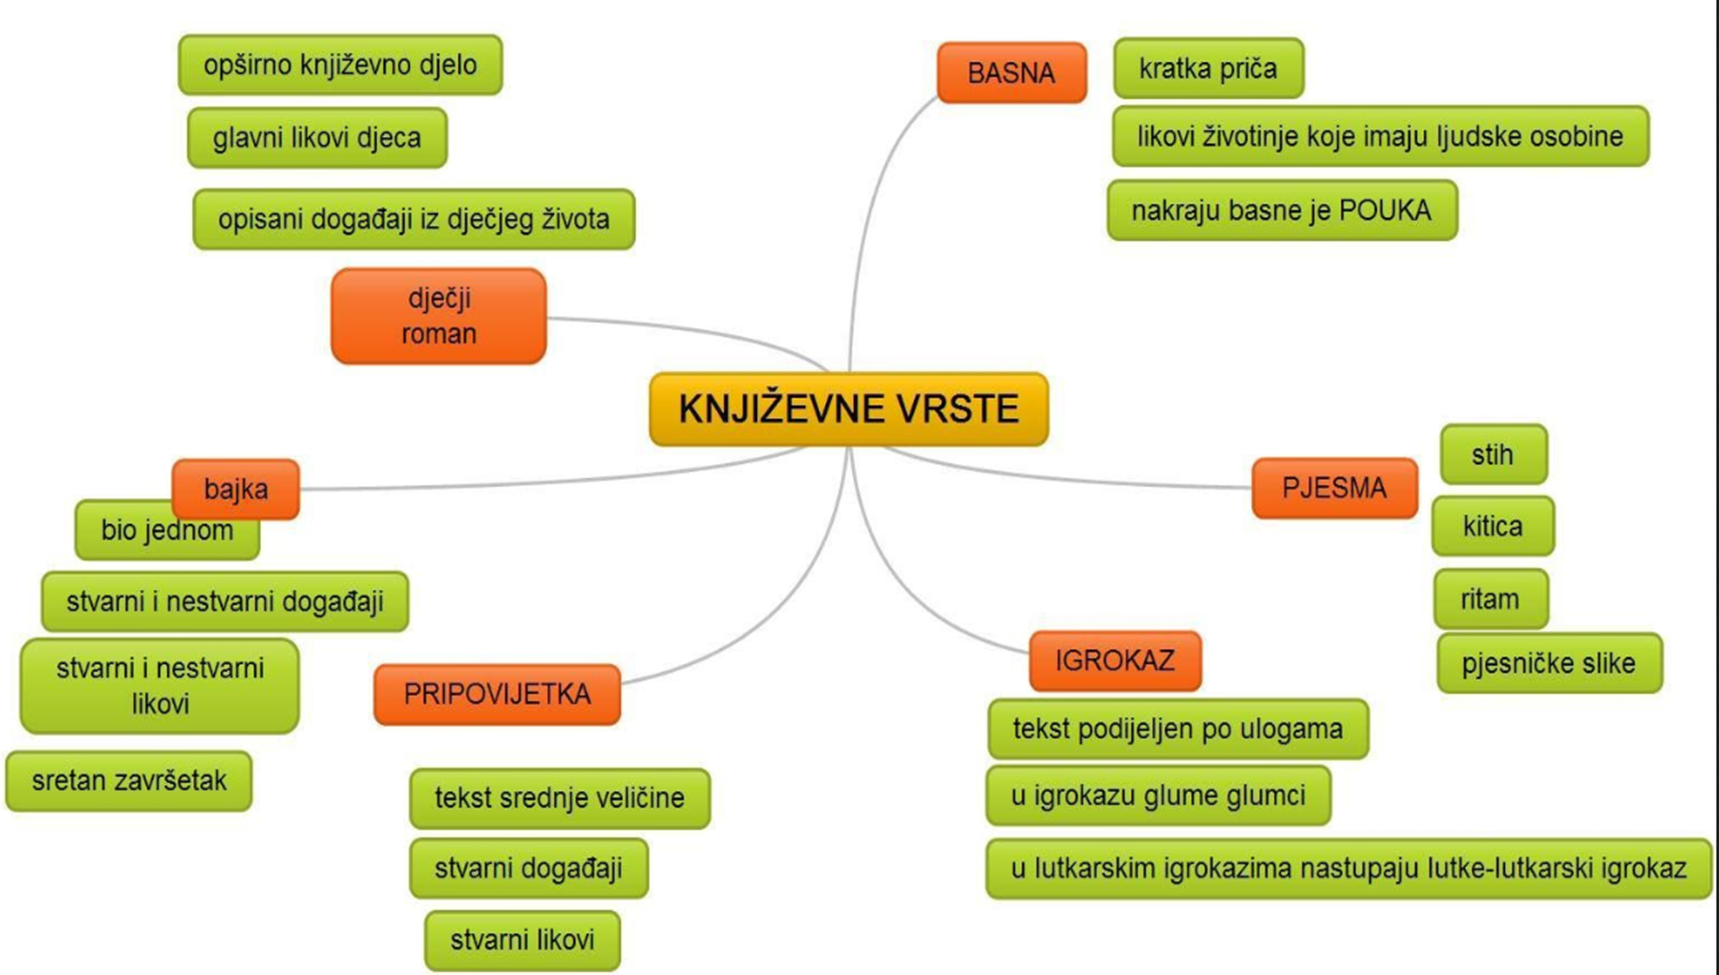 KNJIŽEVNE VRSTE
BASNA
kratka priča
likovi životinje koje imaju ljudske osobine
nakraju basne je POUKA
PJESMA
stih
kitica
ritam
pjesničke slike
IGROKAZ
tekst podijeljen po ulogama
u igrokazu glume glumci
u lutkarskim igrokazima nastupaju lutke-lutkarski igrokaz
PRIPOVIJETKA
tekst srednje veličine
stvarni događaji
stvarni likovi
bajka
bio jednom
stvarni i nestvarni događaji
stvarni i nestvarni
likovi
sretan završetak
opširno književno djelo
glavni likovi djeca
opisani događaji iz dječjeg života
dječji
roman